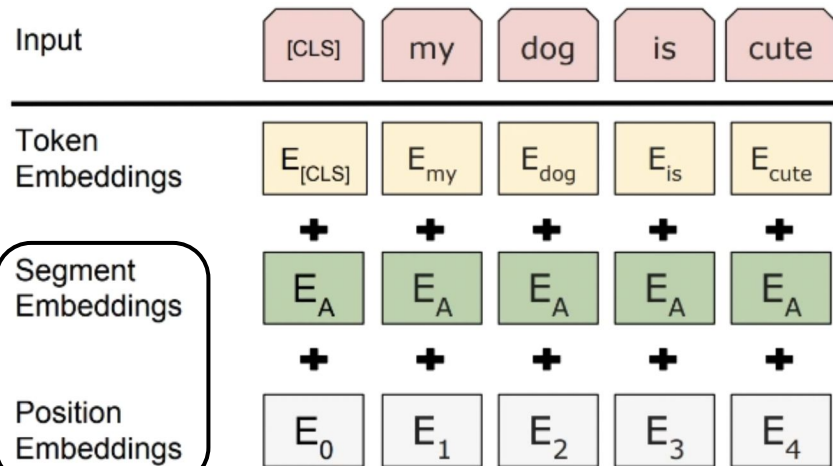 Input [CLS] my dog is cute
Token
Embeddings
E[CLS] Emy Edog Eis Ecute
+ + + + +
Segment
Embeddings
EA EA EA EA EA
+ + + + +
Position
Embeddings
E0 E1 E2 E3 E4